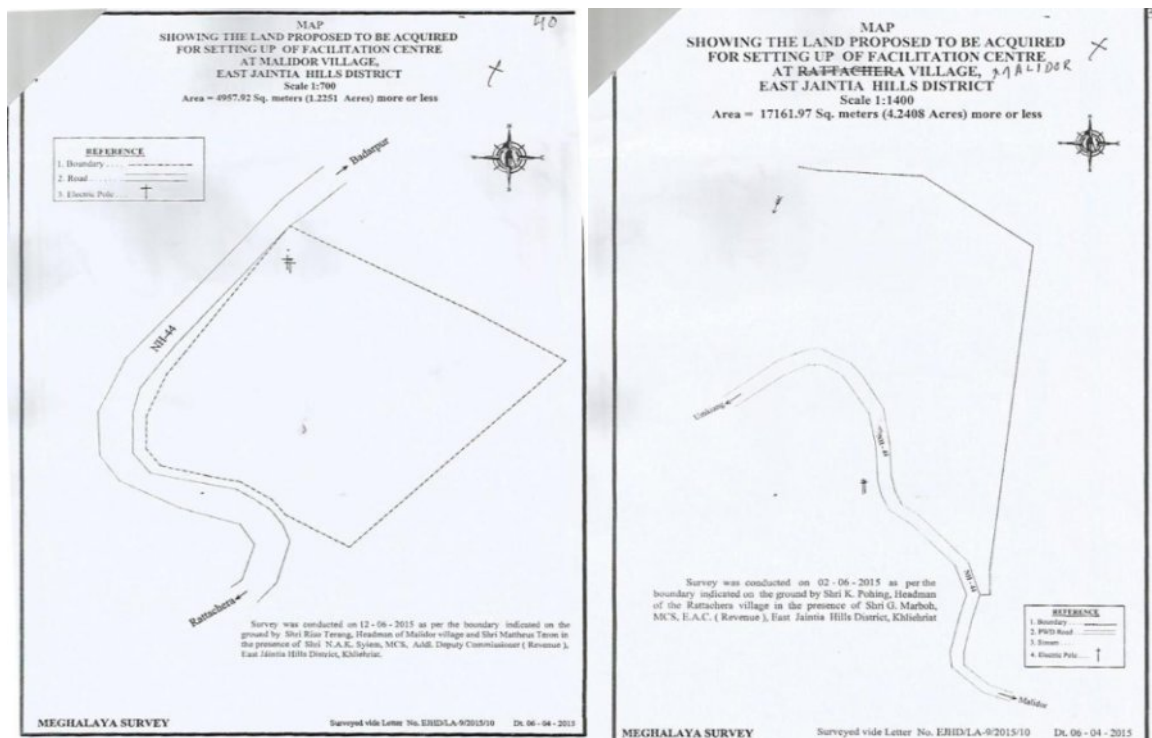 40
MAP
SHOWING THE LAND PROPOSED TO BE ACQUIRED
FOR SETTING UP OF FACILITATION CENTRE
AT MALIDOR VILLAGE,
EAST JAINTIA HILLS DISTRICT
Scale 1:700
Area = 4957.92 Sq. meters (1.2251 Acres) more or less
REFERENCE
1. Boundary
2. Road
3. Electric Pole
Badarpur
NH-44
Rattachera
Survey was conducted on 12-06-2015 as per the boundary indicated on the
ground by Shri Riso Terang, Headman of Malidor village and Shri Mattheus Teron in
the presence of Shri N.A.K. Syiem, MCS, Addl. Deputy Commissioner ( Revenue ),
East Jaintia Hills District, Khliehriat.
MEGHALAYA SURVEY
Surveyed vide Letter No. EJHD/LA-9/2015/10 Dt. 06 - 04 - 2015
MAP
SHOWING THE LAND PROPOSED TO BE ACQUIRED
FOR SETTING UP OF FACILITATION CENTRE
AT RATTACHERA VILLAGE, MALIDOR
EAST JAINTIA HILLS DISTRICT
Scale 1:1400
Area = 17161.97 Sq. meters (4.2408 Acres) more or less
Umkiang
NH-44
NH-44
Survey was conducted on 02 - 06 - 2015 as per the
boundary indicated on the ground by Shri K. Pohing, Headman
of the Rattachera village in the presence of Shri G. Marboh,
MCS, E.A.C. ( Revenue ), East Jaintia Hills District, Khliehriat
REFERENCE
1. Boundary
2. PWD Road
3. Stream
4. Electric Pole
Malidor
MEGHALAYA SURVEY
Surveyed vide Letter No. EJHD/LA-9/2015/10 Dt. 06 - 04 - 2015